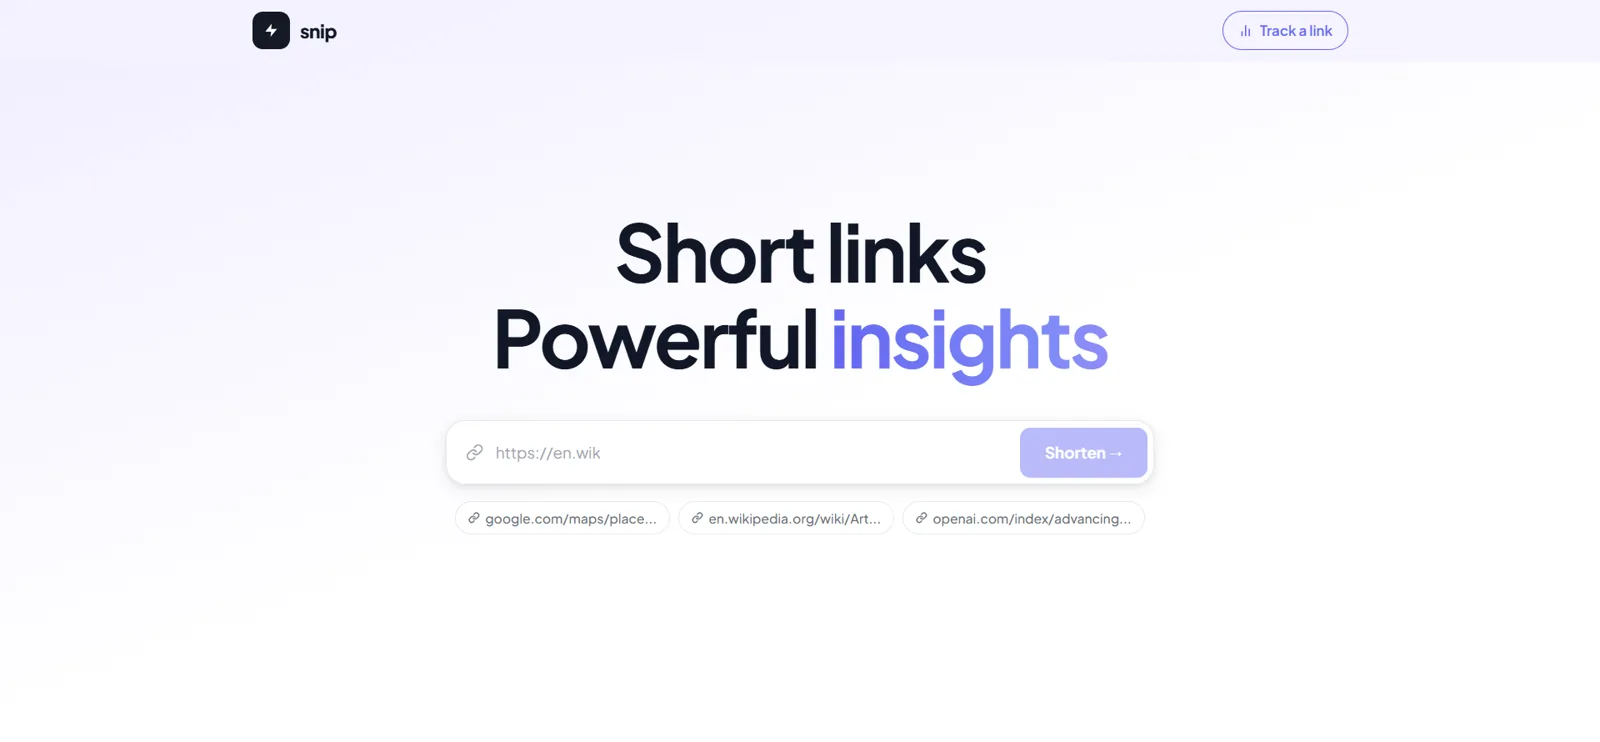 snip
Track a link
Short links
Powerful insights
https://en.wik
Shorten →
google.com/maps/place...
en.wikipedia.org/wiki/Art...
openai.com/index/advancing...